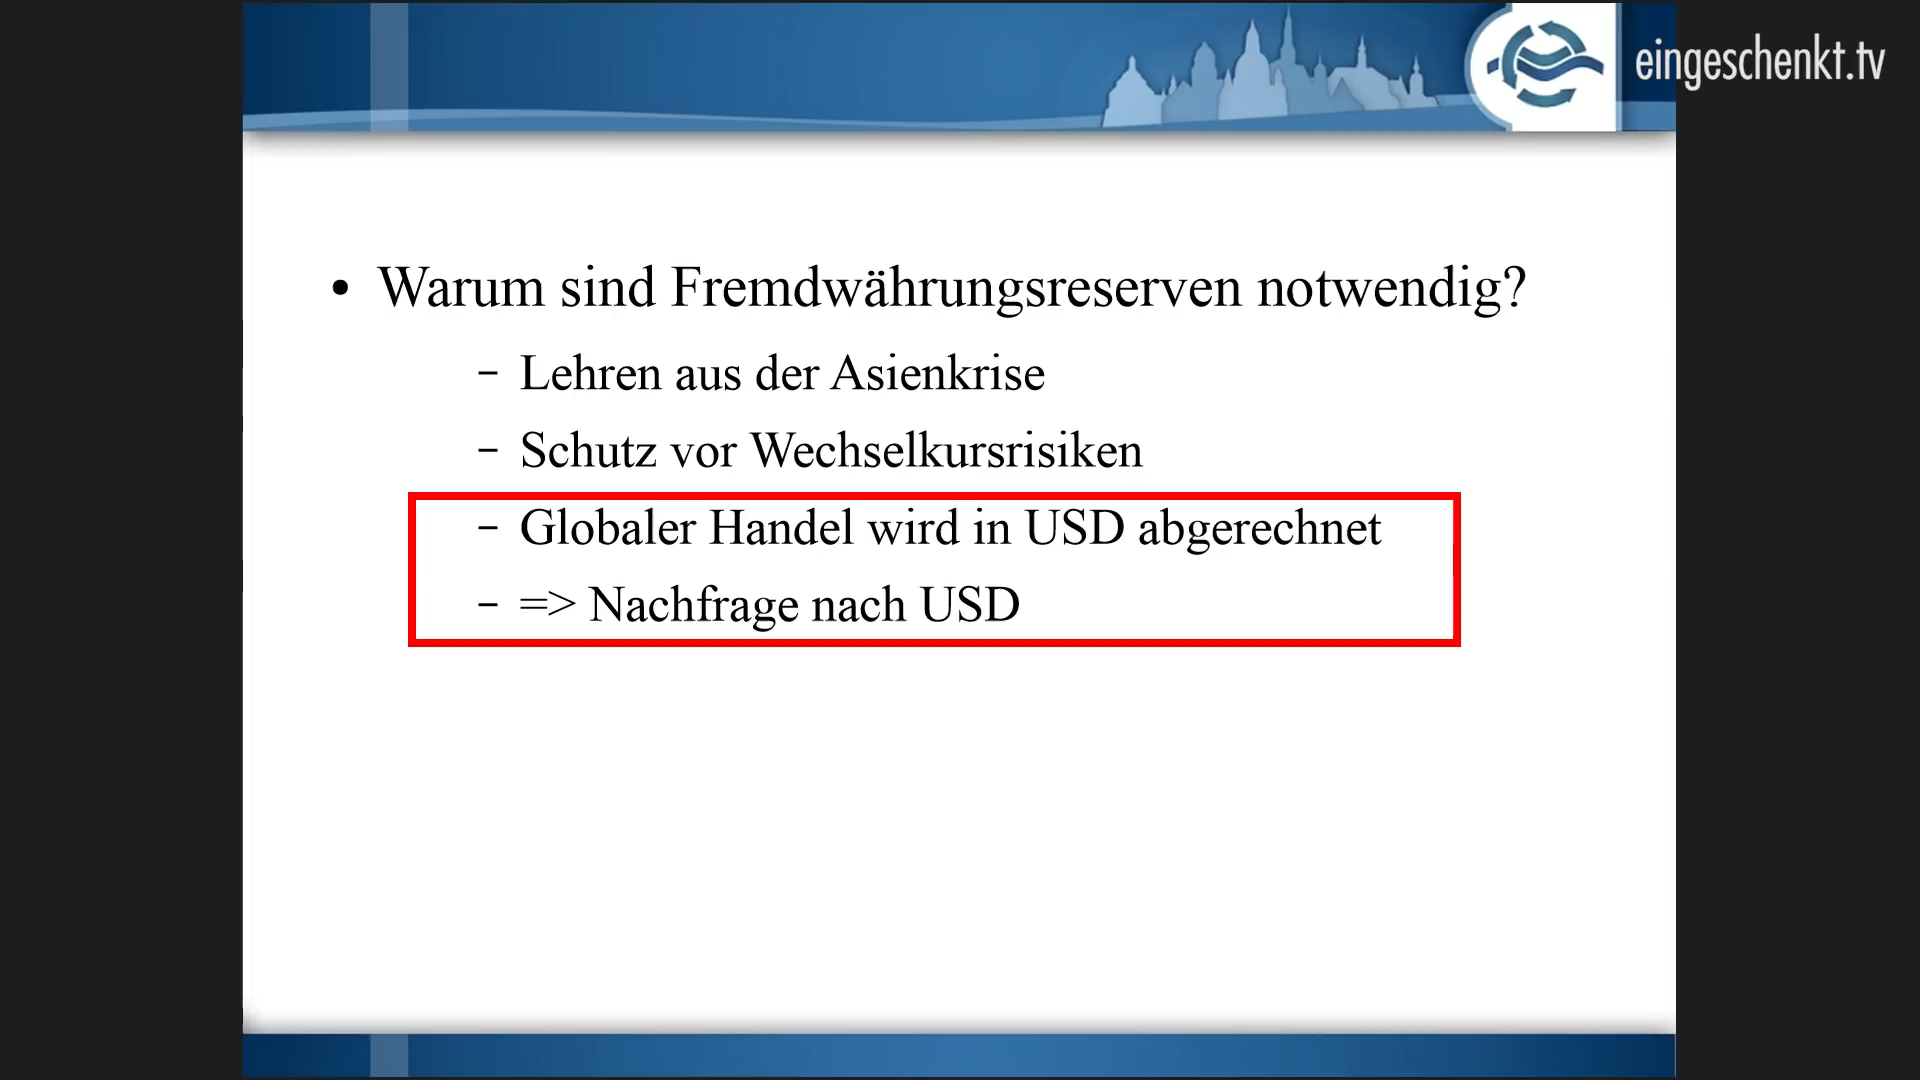 eingeschenkt.tv
• Warum sind Fremdwährungsreserven notwendig?
– Lehren aus der Asienkrise
– Schutz vor Wechselkursrisiken
– Globaler Handel wird in USD abgerechnet
– => Nachfrage nach USD